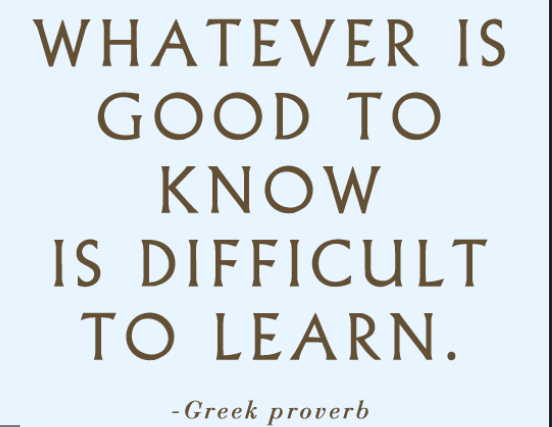 WHATEVER IS
GOOD TO
KNOW
IS DIFFICULT
TO LEARN.
-Greek proverb